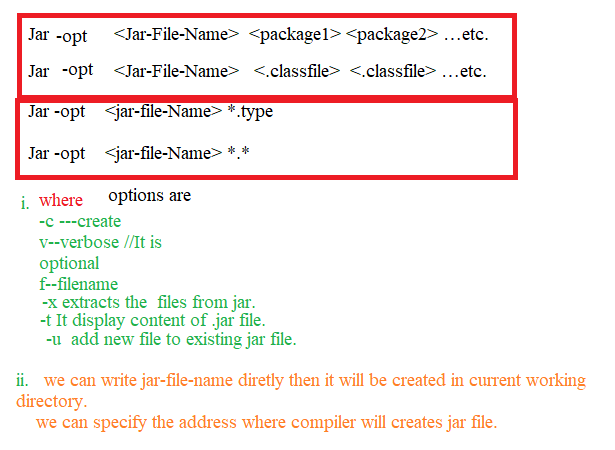 Jar -opt <Jar-File-Name> <package1> <package2> …etc.
Jar -opt <Jar-File-Name> <.classfile> <.classfile> …etc.
Jar -opt <jar-file-Name> *.type
Jar -opt <jar-file-Name> *.*
i. where options are
-c ---create
v--verbose //It is
optional
f--filename
-x extracts the files from jar.
-t It display content of .jar file.
-u add new file to existing jar file.
ii. we can write jar-file-name diretly then it will be created in current working
directory.
we can specify the address where compiler will creates jar file.